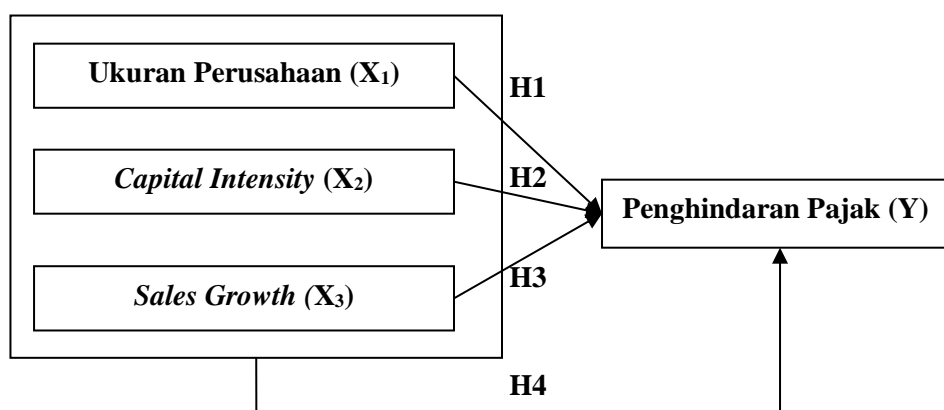 Ukuran Perusahaan (X₁)
H1
Capital Intensity (X₂)
H2
Penghindaran Pajak (Y)
Sales Growth (X₃)
H3
H4